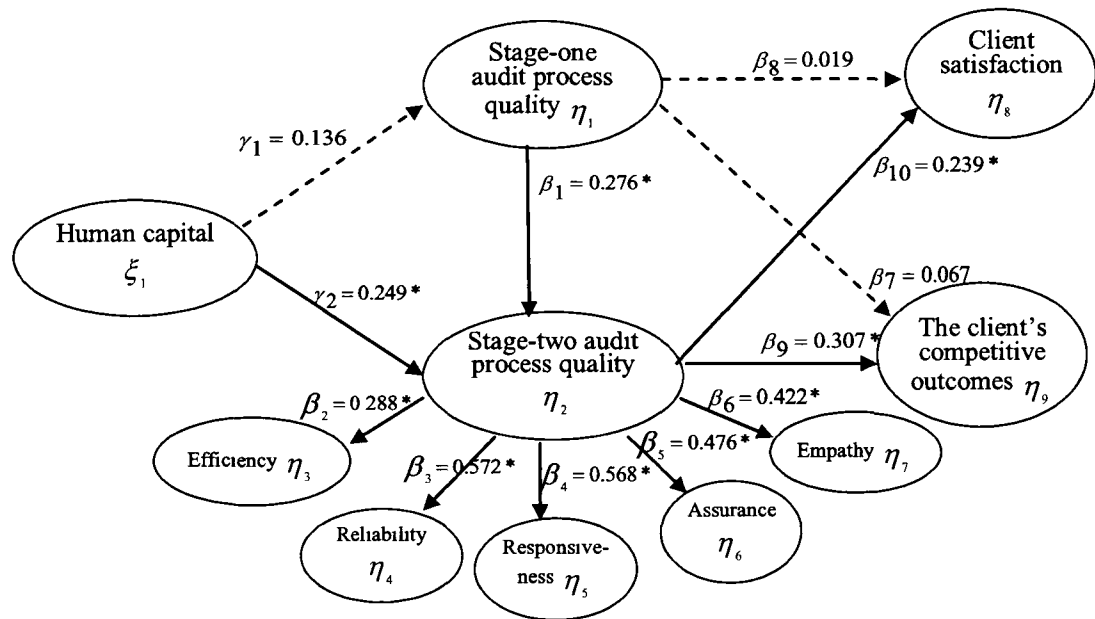 Stage-one
audit process
quality η₁
Client
satisfaction
η₈
β₈ = 0.019
γ₁ = 0.136
β₁ = 0.276 *
β₁₀ = 0.239 *
Human capital
ξ₁
β₇ = 0.067
γ₂ = 0.249 *
Stage-two audit
process quality
η₂
β₉ = 0.307 *
The client's
competitive
outcomes η₉
β₂ = 0 288 *
β₆ = 0.422 *
Efficiency η₃
β₃ = 0.572 *
β₄ = 0.568 *
β₅ = 0.476 *
Empathy η₇
Reliability
η₄
Responsive-
ness η₅
Assurance
η₆